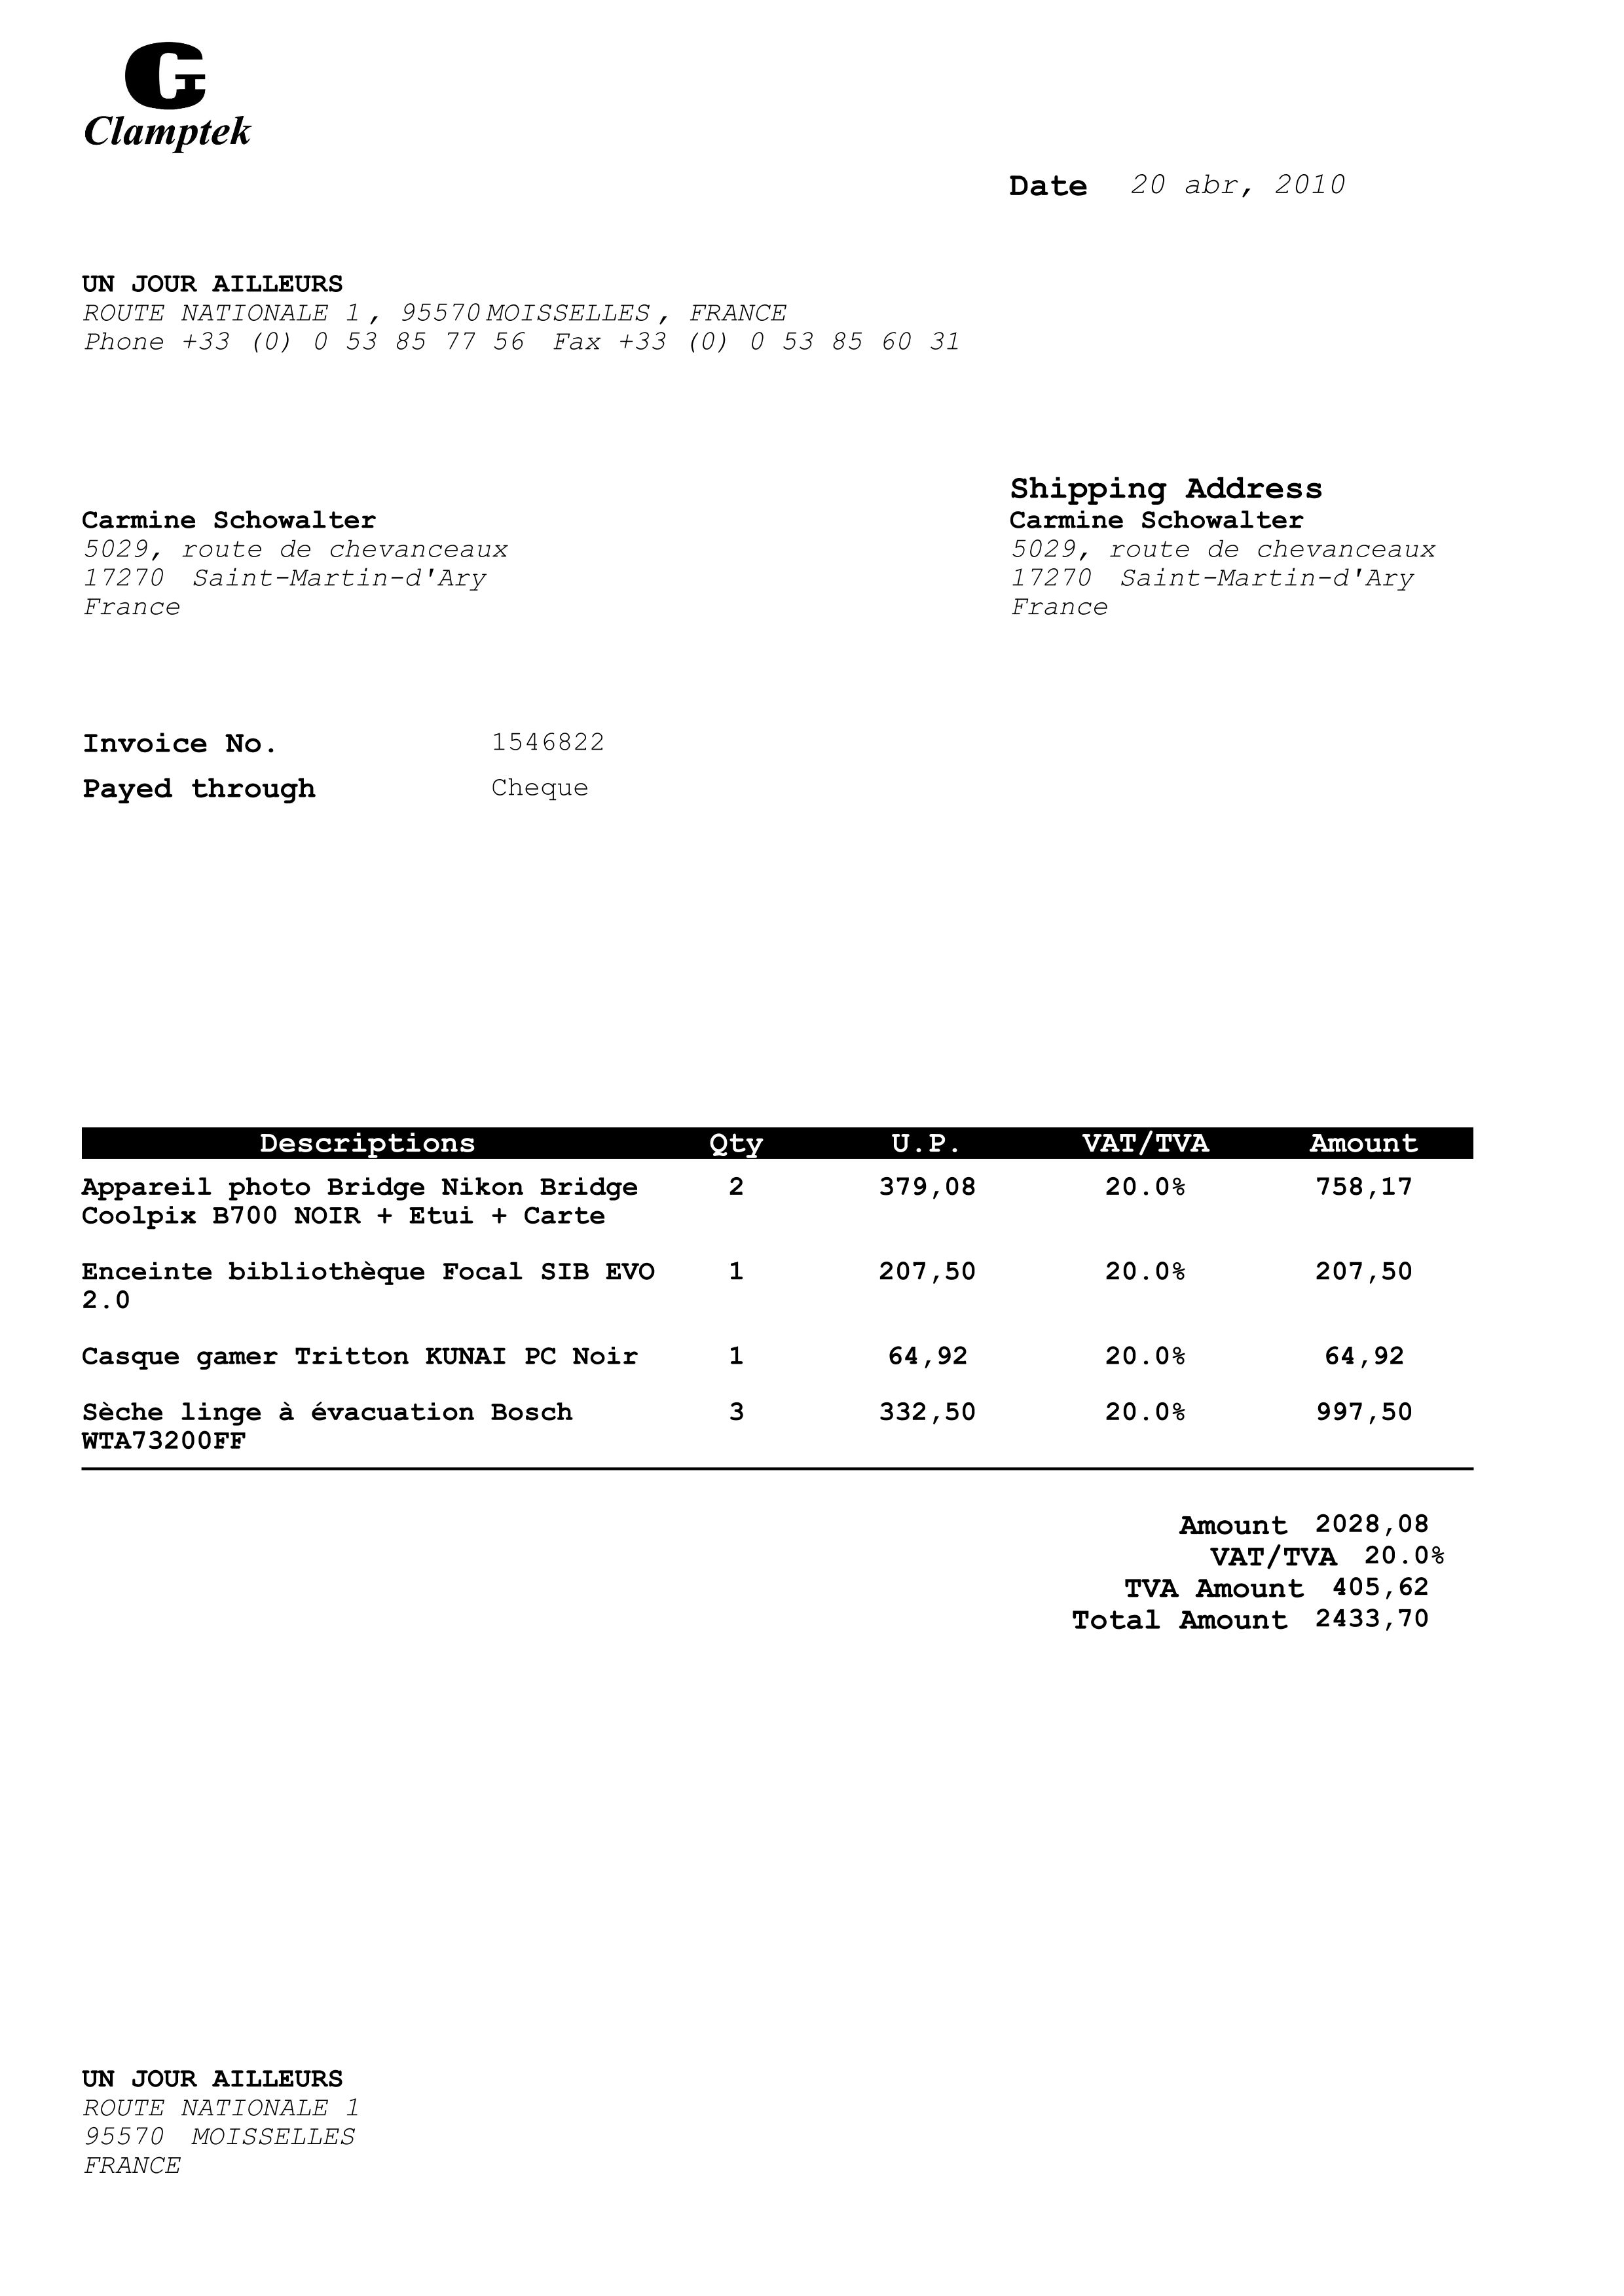 Clamptek
Date 20 abr, 2010
UN JOUR AILLEURS
ROUTE NATIONALE 1, 95570 MOISSELLES, FRANCE
Phone +33 (0) 0 53 85 77 56 Fax +33 (0) 0 53 85 60 31
Shipping Address
Carmine Schowalter
5029, route de chevanceaux
17270 Saint-Martin-d'Ary
France
Carmine Schowalter
5029, route de chevanceaux
17270 Saint-Martin-d'Ary
France
Invoice No. 1546822
Payed through Cheque
Descriptions Qty U.P. VAT/TVA Amount
Appareil photo Bridge Nikon Bridge 2 379,08 20.0% 758,17
Coolpix B700 NOIR + Etui + Carte
Enceinte bibliothèque Focal SIB EVO 1 207,50 20.0% 207,50
2.0
Casque gamer Tritton KUNAI PC Noir 1 64,92 20.0% 64,92
Sèche linge à évacuation Bosch 3 332,50 20.0% 997,50
WTA73200FF
Amount 2028,08
VAT/TVA 20.0%
TVA Amount 405,62
Total Amount 2433,70
UN JOUR AILLEURS
ROUTE NATIONALE 1
95570 MOISSELLES
FRANCE